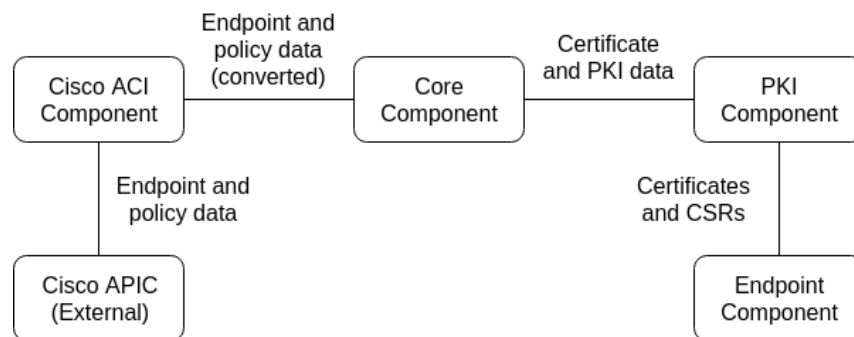 Endpoint and
policy data
(converted)
Certificate
and PKI data
Cisco ACI
Component
Core
Component
PKI
Component
Endpoint and
policy data
Certificates
and CSRs
Cisco APIC
(External)
Endpoint
Component